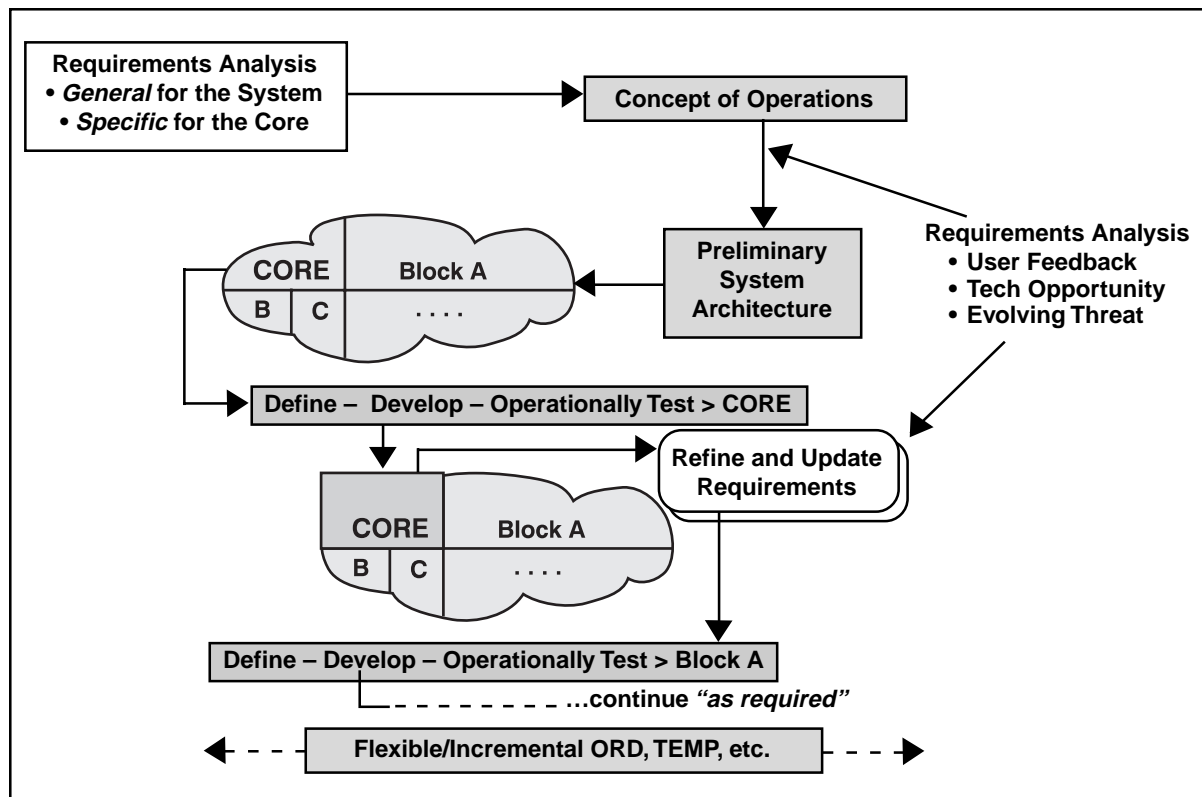 Requirements Analysis
• General for the System
• Specific for the Core
Concept of Operations
Preliminary
System
Architecture
Requirements Analysis
• User Feedback
• Tech Opportunity
• Evolving Threat
CORE
Block A
B
C
. . . .
Define – Develop – Operationally Test > CORE
Refine and Update
Requirements
CORE
Block A
B
C
. . . .
Define – Develop – Operationally Test > Block A
…continue “as required”
Flexible/Incremental ORD, TEMP, etc.